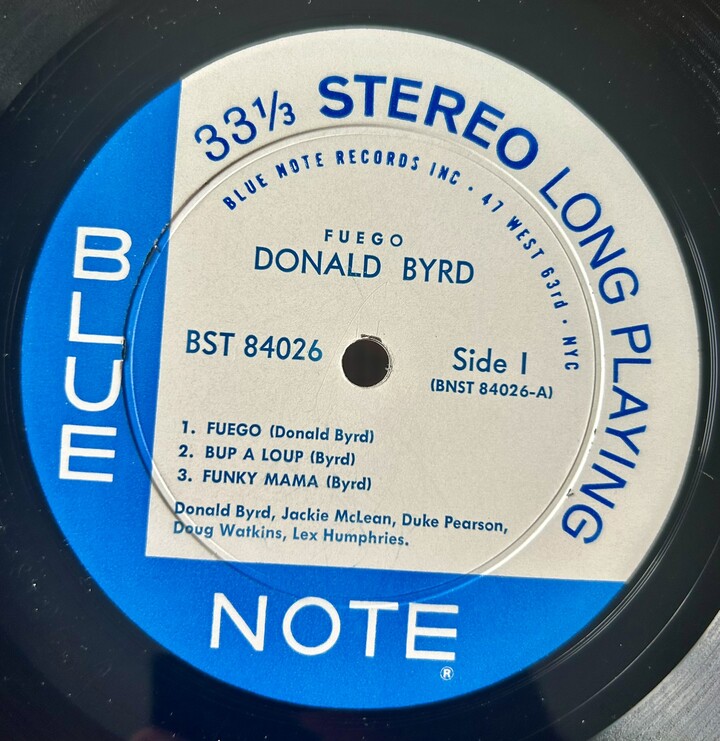 33⅓ STEREO LONG PLAYING
BLUE NOTE RECORDS INC • 47 WEST 63rd • NYC
FUEGO
DONALD BYRD
BST 84026
Side 1
(BNST 84026-A)
1. FUEGO (Donald Byrd)
2. BUP A LOUP (Byrd)
3. FUNKY MAMA (Byrd)
Donald Byrd, Jackie McLean, Duke Pearson,
Doug Watkins, Lex Humphries.
BLUE
NOTE
®